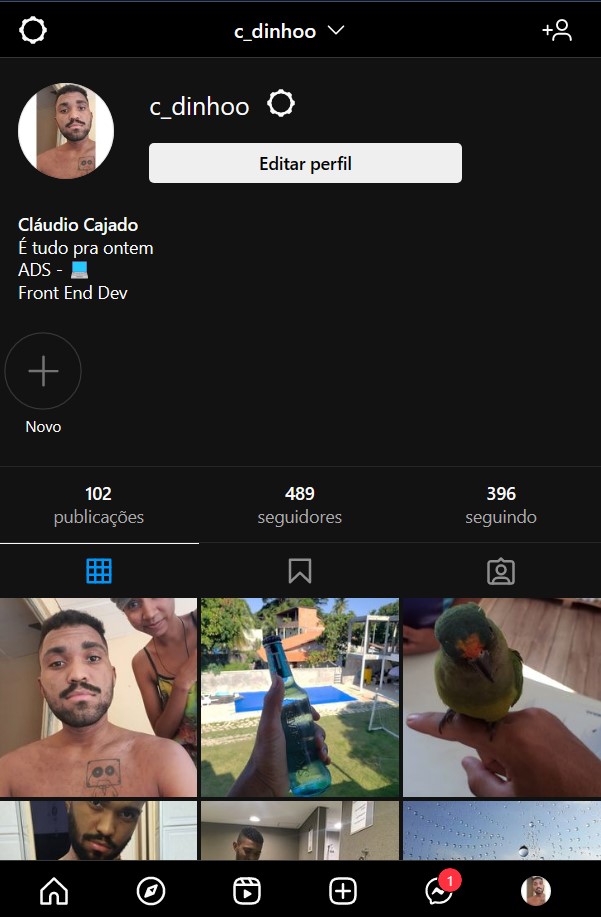 c_dinhoo
c_dinhoo
Editar perfil
Cláudio Cajado
É tudo pra ontem
ADS - 💻
Front End Dev
Novo
102
publicações
489
seguidores
396
seguindo
1